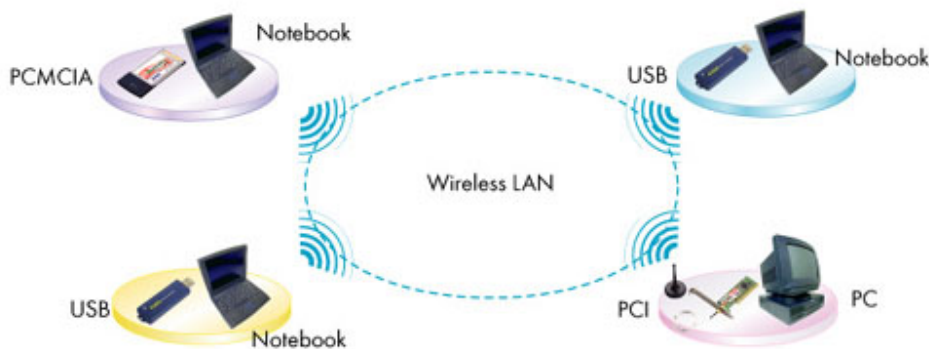 Notebook
PCMCIA
USB
Notebook
Wireless LAN
USB
Notebook
PCI
PC